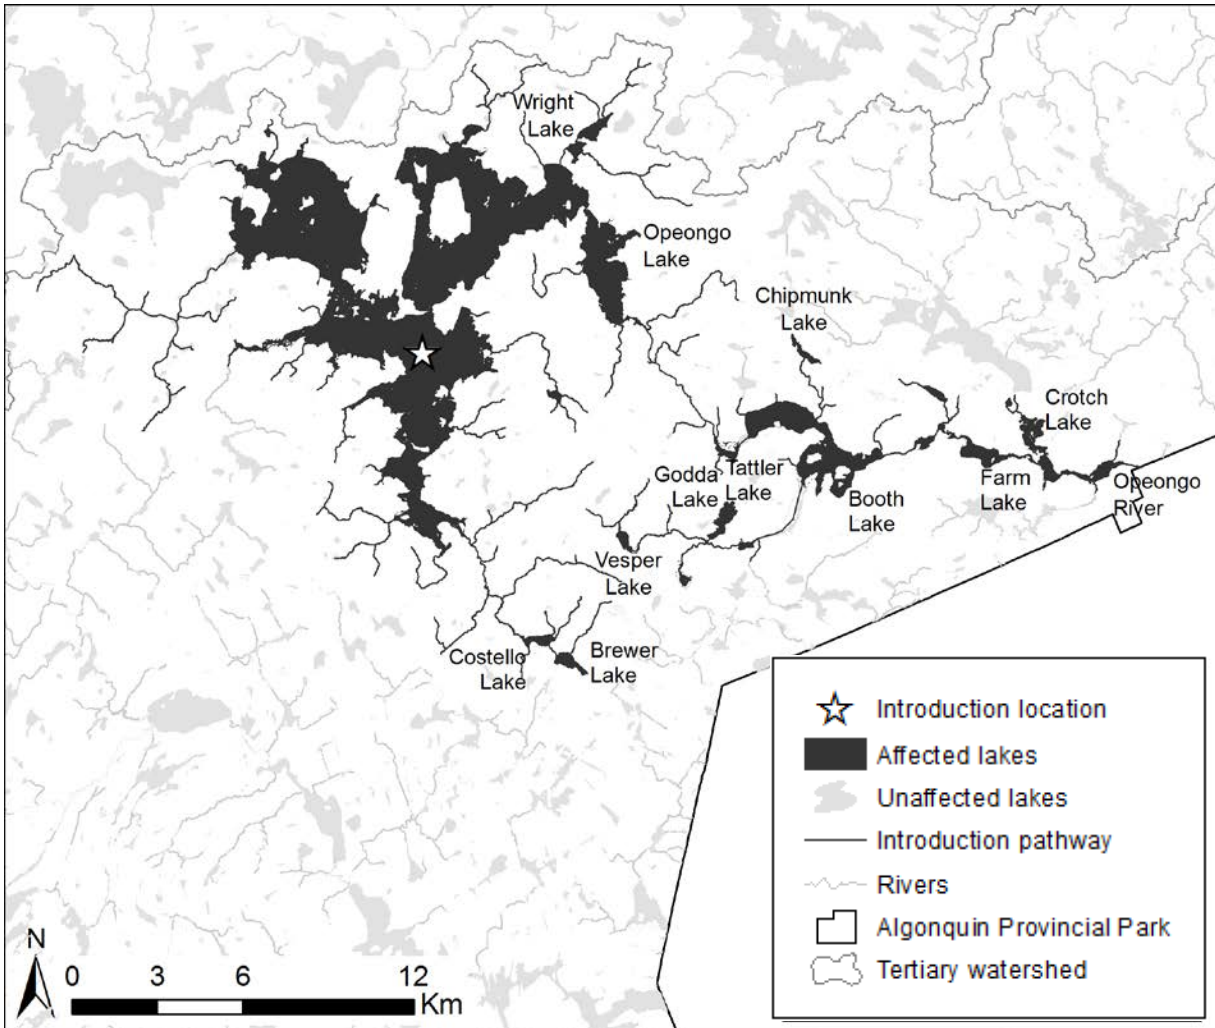 Wright
Lake
Opeongo
Lake
Chipmunk
Lake
Crotch
Lake
Godda
Lake
Tattler
Lake
Booth
Lake
Farm
Lake
Opeongo
River
Vesper
Lake
Costello
Lake
Brewer
Lake
Introduction location
Affected lakes
Unaffected lakes
Introduction pathway
Rivers
Algonquin Provincial Park
Tertiary watershed
N
0 3 6 12
Km